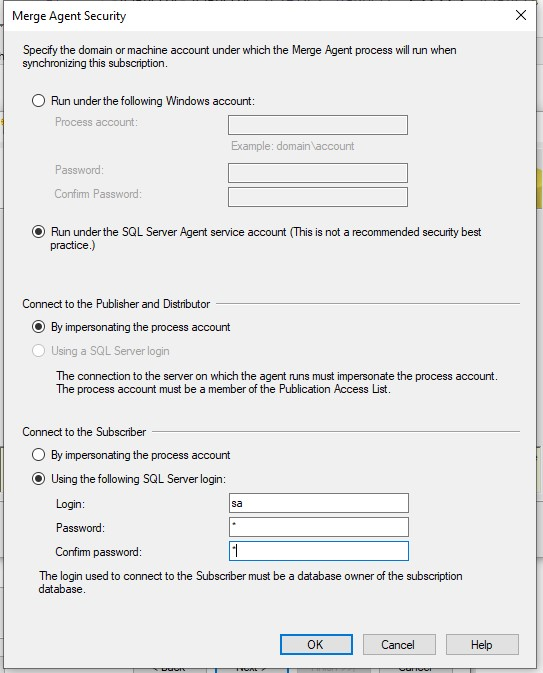 Merge Agent Security
Specify the domain or machine account under which the Merge Agent process will run when
synchronizing this subscription.
Run under the following Windows account:
Process account:
Example: domain\account
Password:
Confirm Password:
Run under the SQL Server Agent service account (This is not a recommended security best
practice.)
Connect to the Publisher and Distributor
By impersonating the process account
Using a SQL Server login
The connection to the server on which the agent runs must impersonate the process account.
The process account must be a member of the Publication Access List.
Connect to the Subscriber
By impersonating the process account
Using the following SQL Server login:
Login: sa
Password: *
Confirm password: *
The login used to connect to the Subscriber must be a database owner of the subscription
database.
OK Cancel Help